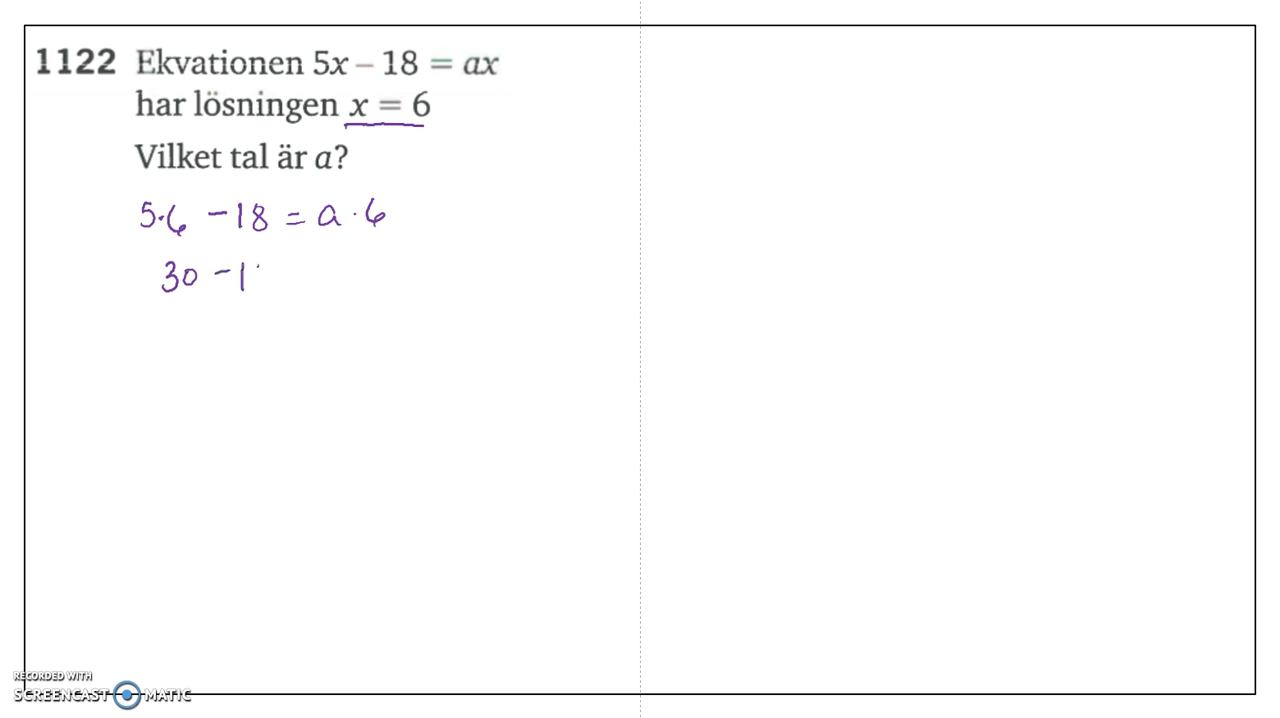 1122 Ekvationen 5x – 18 = ax
har lösningen x = 6
Vilket tal är a?
5·6 - 18 = a · 6
30 - 1
RECORDED WITH
SCREENCAST MATIC